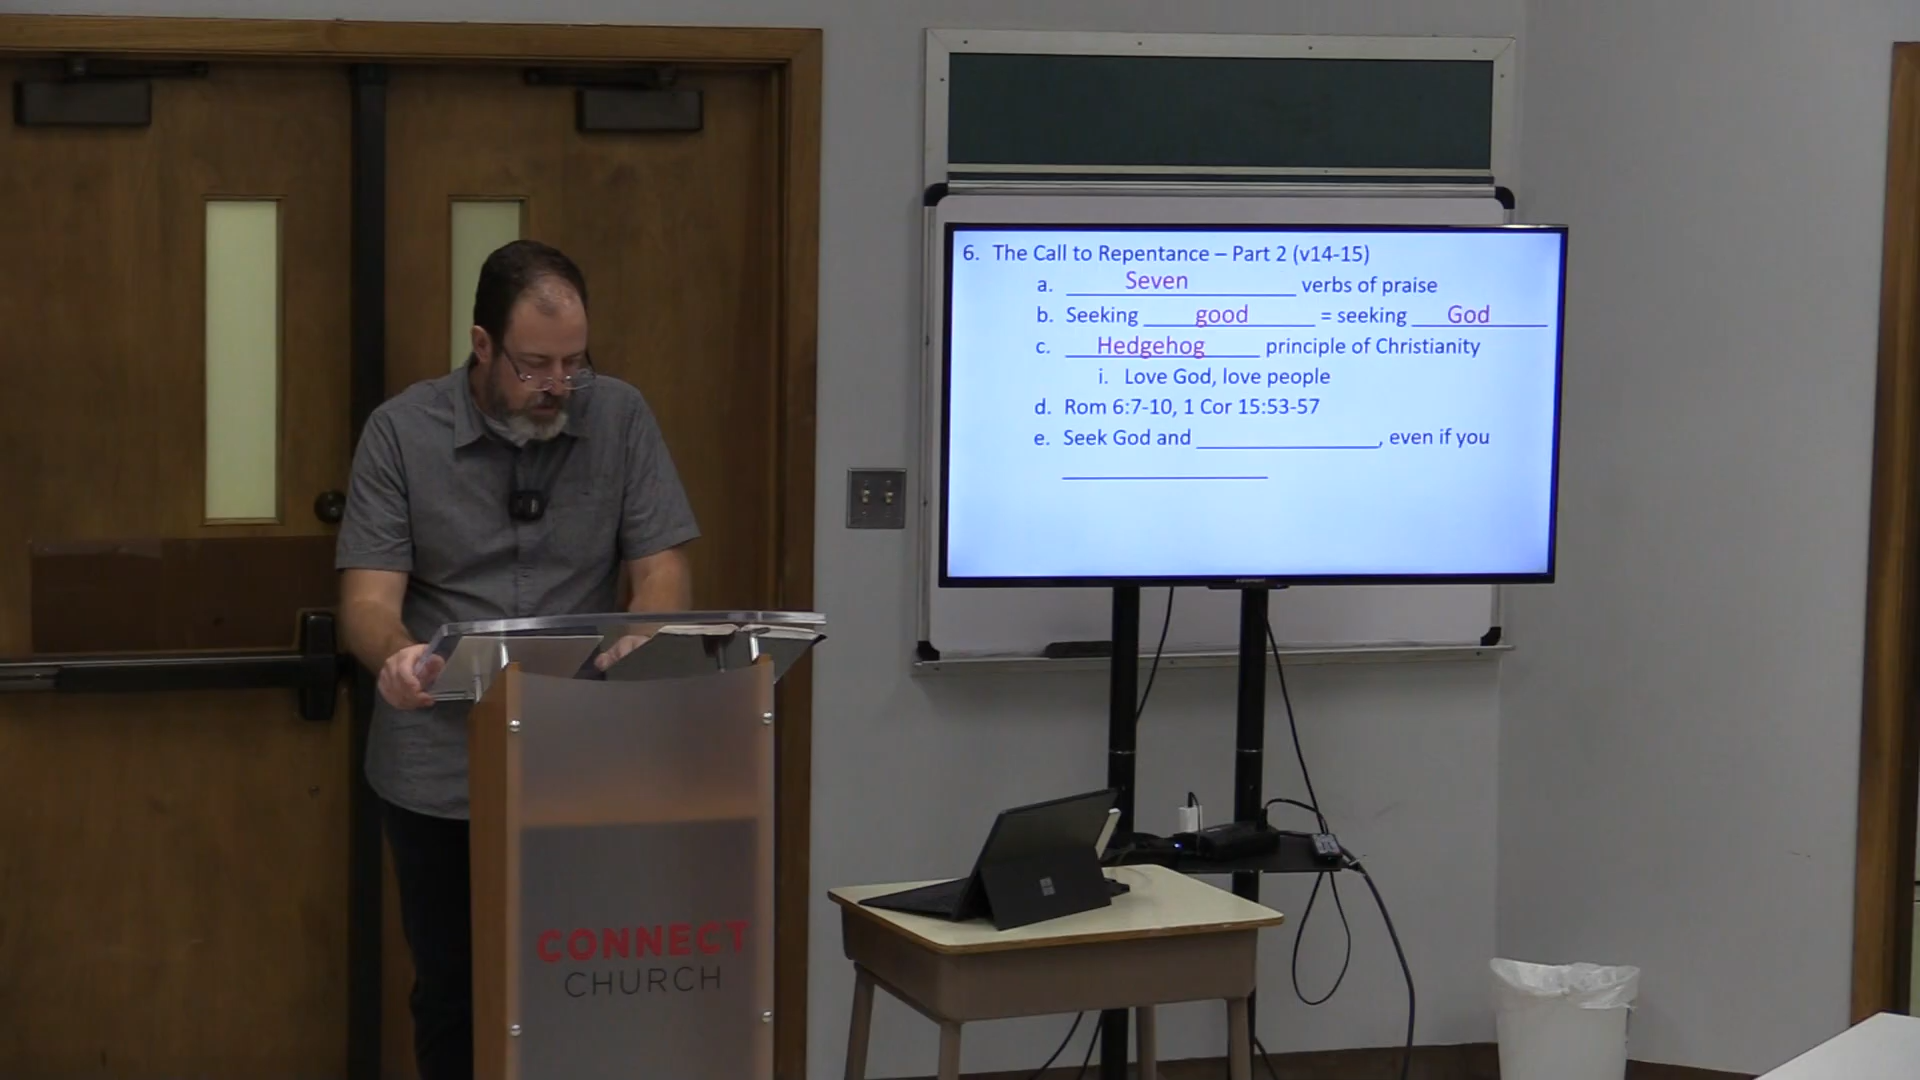 6. The Call to Repentance – Part 2 (v14-15)
a. Seven verbs of praise
b. Seeking good = seeking God
c. Hedgehog principle of Christianity
i. Love God, love people
d. Rom 6:7-10, 1 Cor 15:53-57
e. Seek God and ________________, even if you
__________________
CONNECT
CHURCH